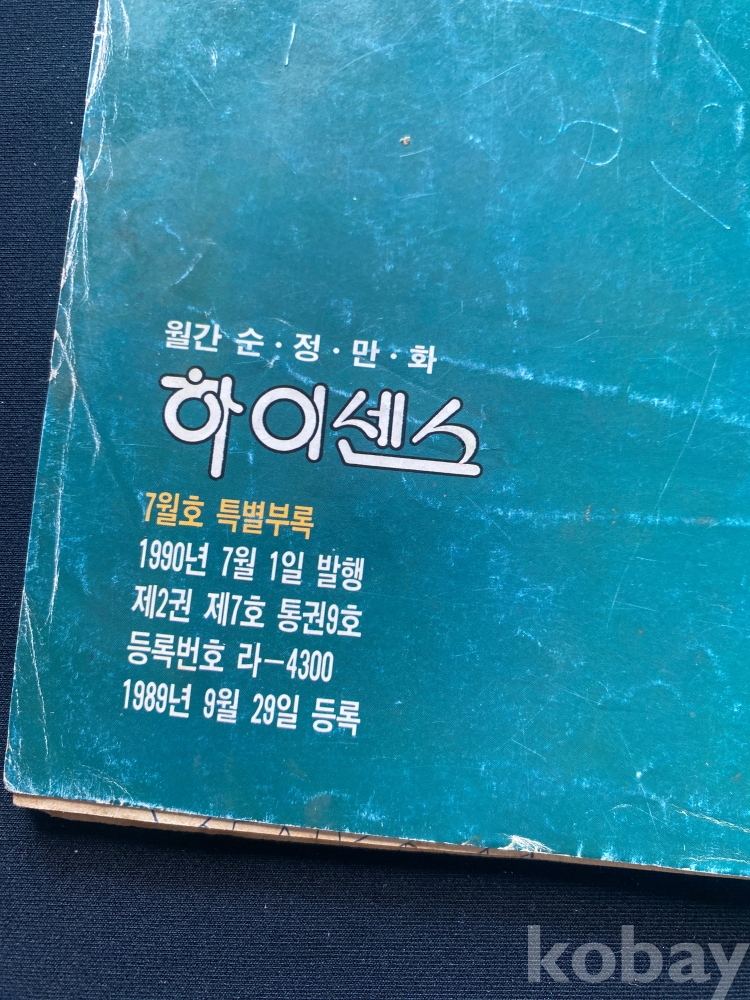 월간 순·정·만·화
하이센스
7월호 특별부록
1990년 7월 1일 발행
제2권 제7호 통권9호
등록번호 라-4300
1989년 9월 29일 등록
kobay